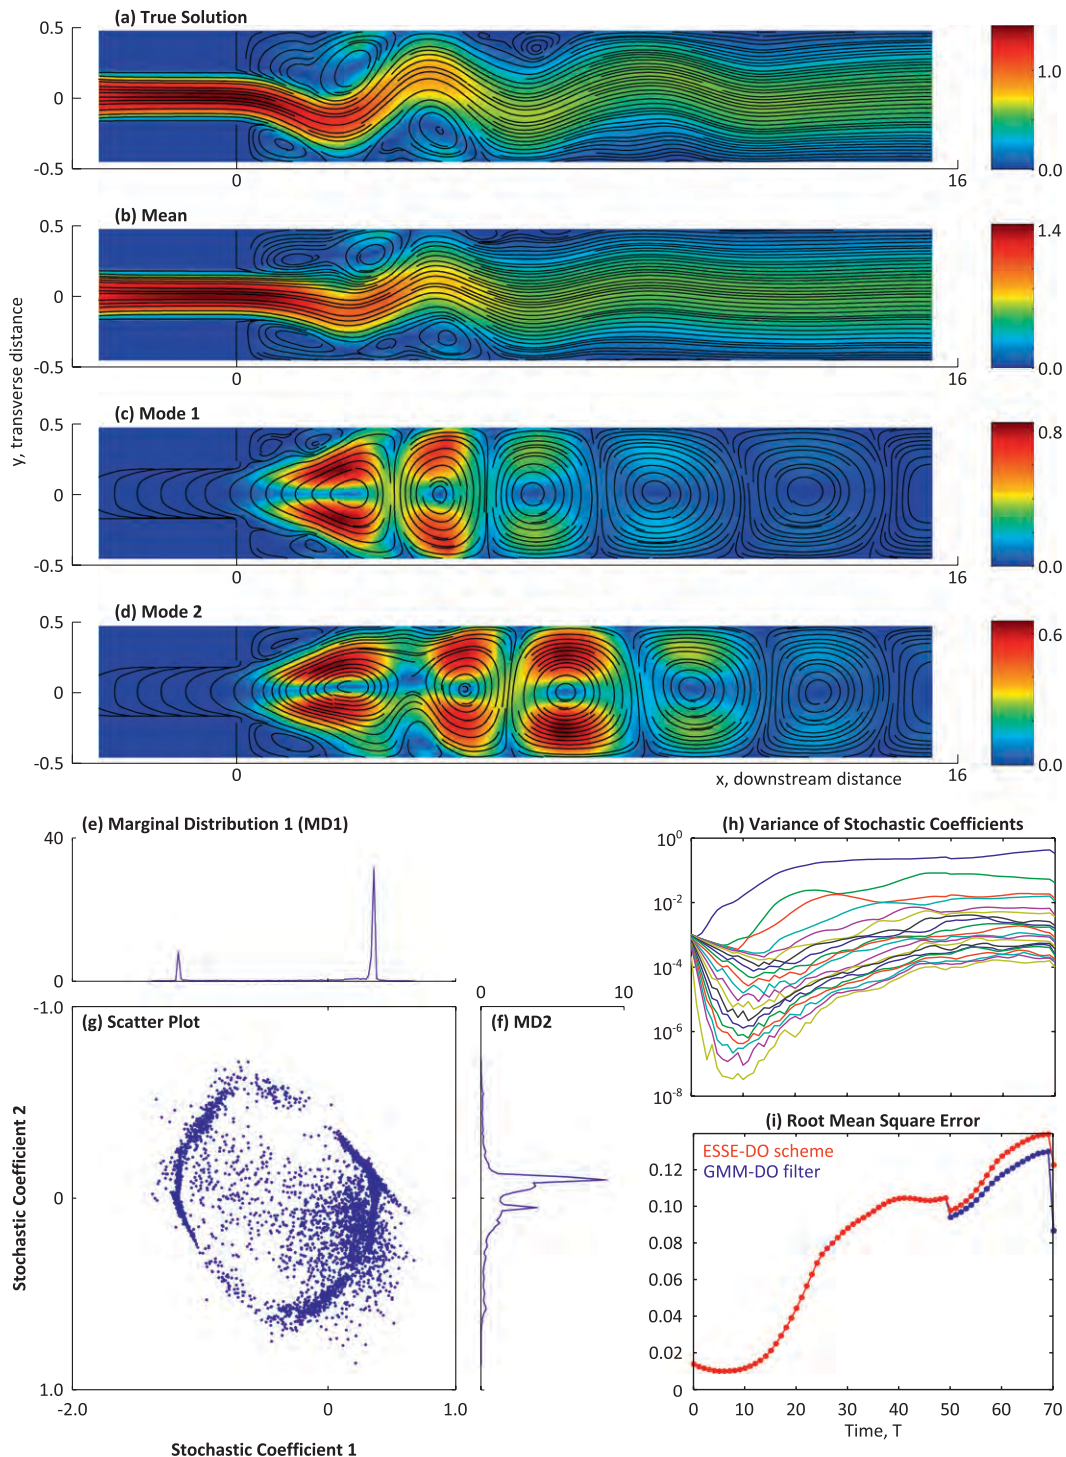 (a) True Solution
0.5
0
-0.5
0
16
1.0
0.0
(b) Mean
0.5
0
-0.5
0
16
1.4
0.0
y, transverse distance
(c) Mode 1
0.5
0
-0.5
0
16
0.8
0.0
(d) Mode 2
0.5
0
-0.5
0
x, downstream distance
16
0.6
0.0
(e) Marginal Distribution 1 (MD1)
40
0
(g) Scatter Plot
-1.0
0
1.0
-2.0
0
1.0
Stochastic Coefficient 2
Stochastic Coefficient 1
0
10
(f) MD2
(h) Variance of Stochastic Coefficients
10^0
10^-2
10^-4
10^-6
10^-8
(i) Root Mean Square Error
ESSE-DO scheme
GMM-DO filter
0.12
0.10
0.08
0.06
0.04
0.02
0
0 10 20 30 40 50 60 70
Time, T